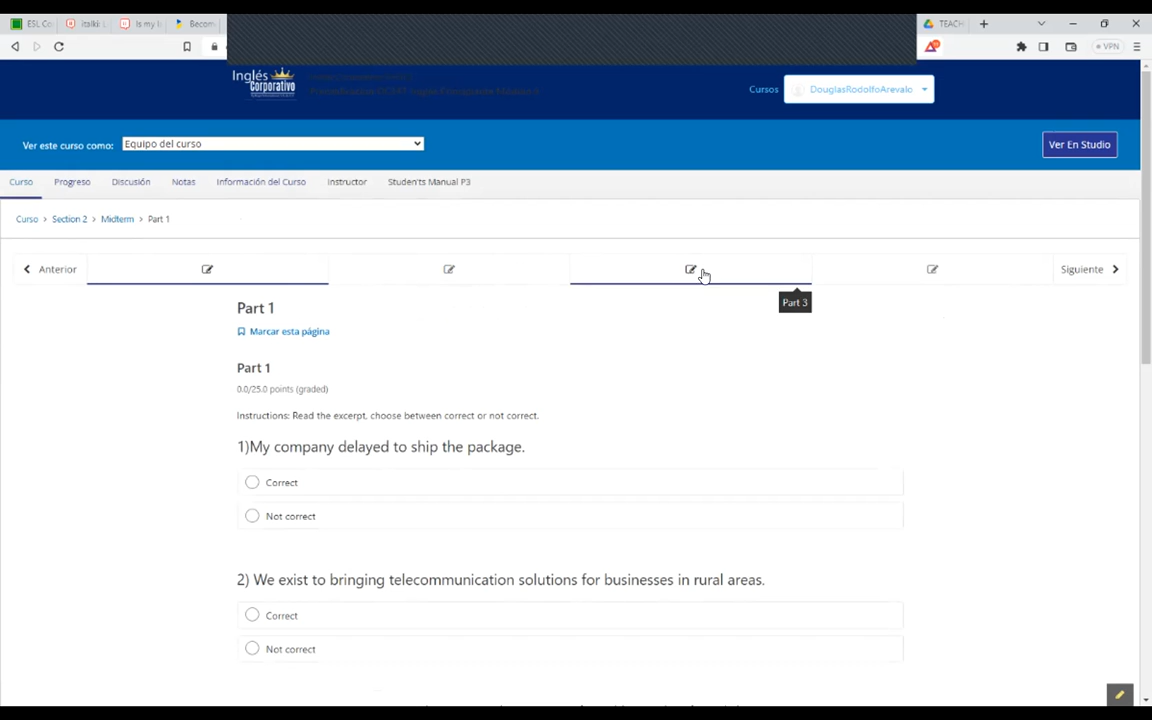 ESL Co
italki: L
Is my l
Becom
TEACH
VPN
Inglés
Corporativo
Cursos
DouglasRodolfoArevalo
Ver este curso como:
Equipo del curso
Ver En Studio
Curso Progreso Discusión Notas Información del Curso Instructor Studen'ts Manual P3
Curso > Section 2 > Midterm > Part 1
Anterior
Siguiente
Part 3
Part 1
Marcar esta página
Part 1
0.0/25.0 points (graded)
Instructions: Read the excerpt, choose between correct or not correct.
1)My company delayed to ship the package.
Correct
Not correct
2) We exist to bringing telecommunication solutions for businesses in rural areas.
Correct
Not correct